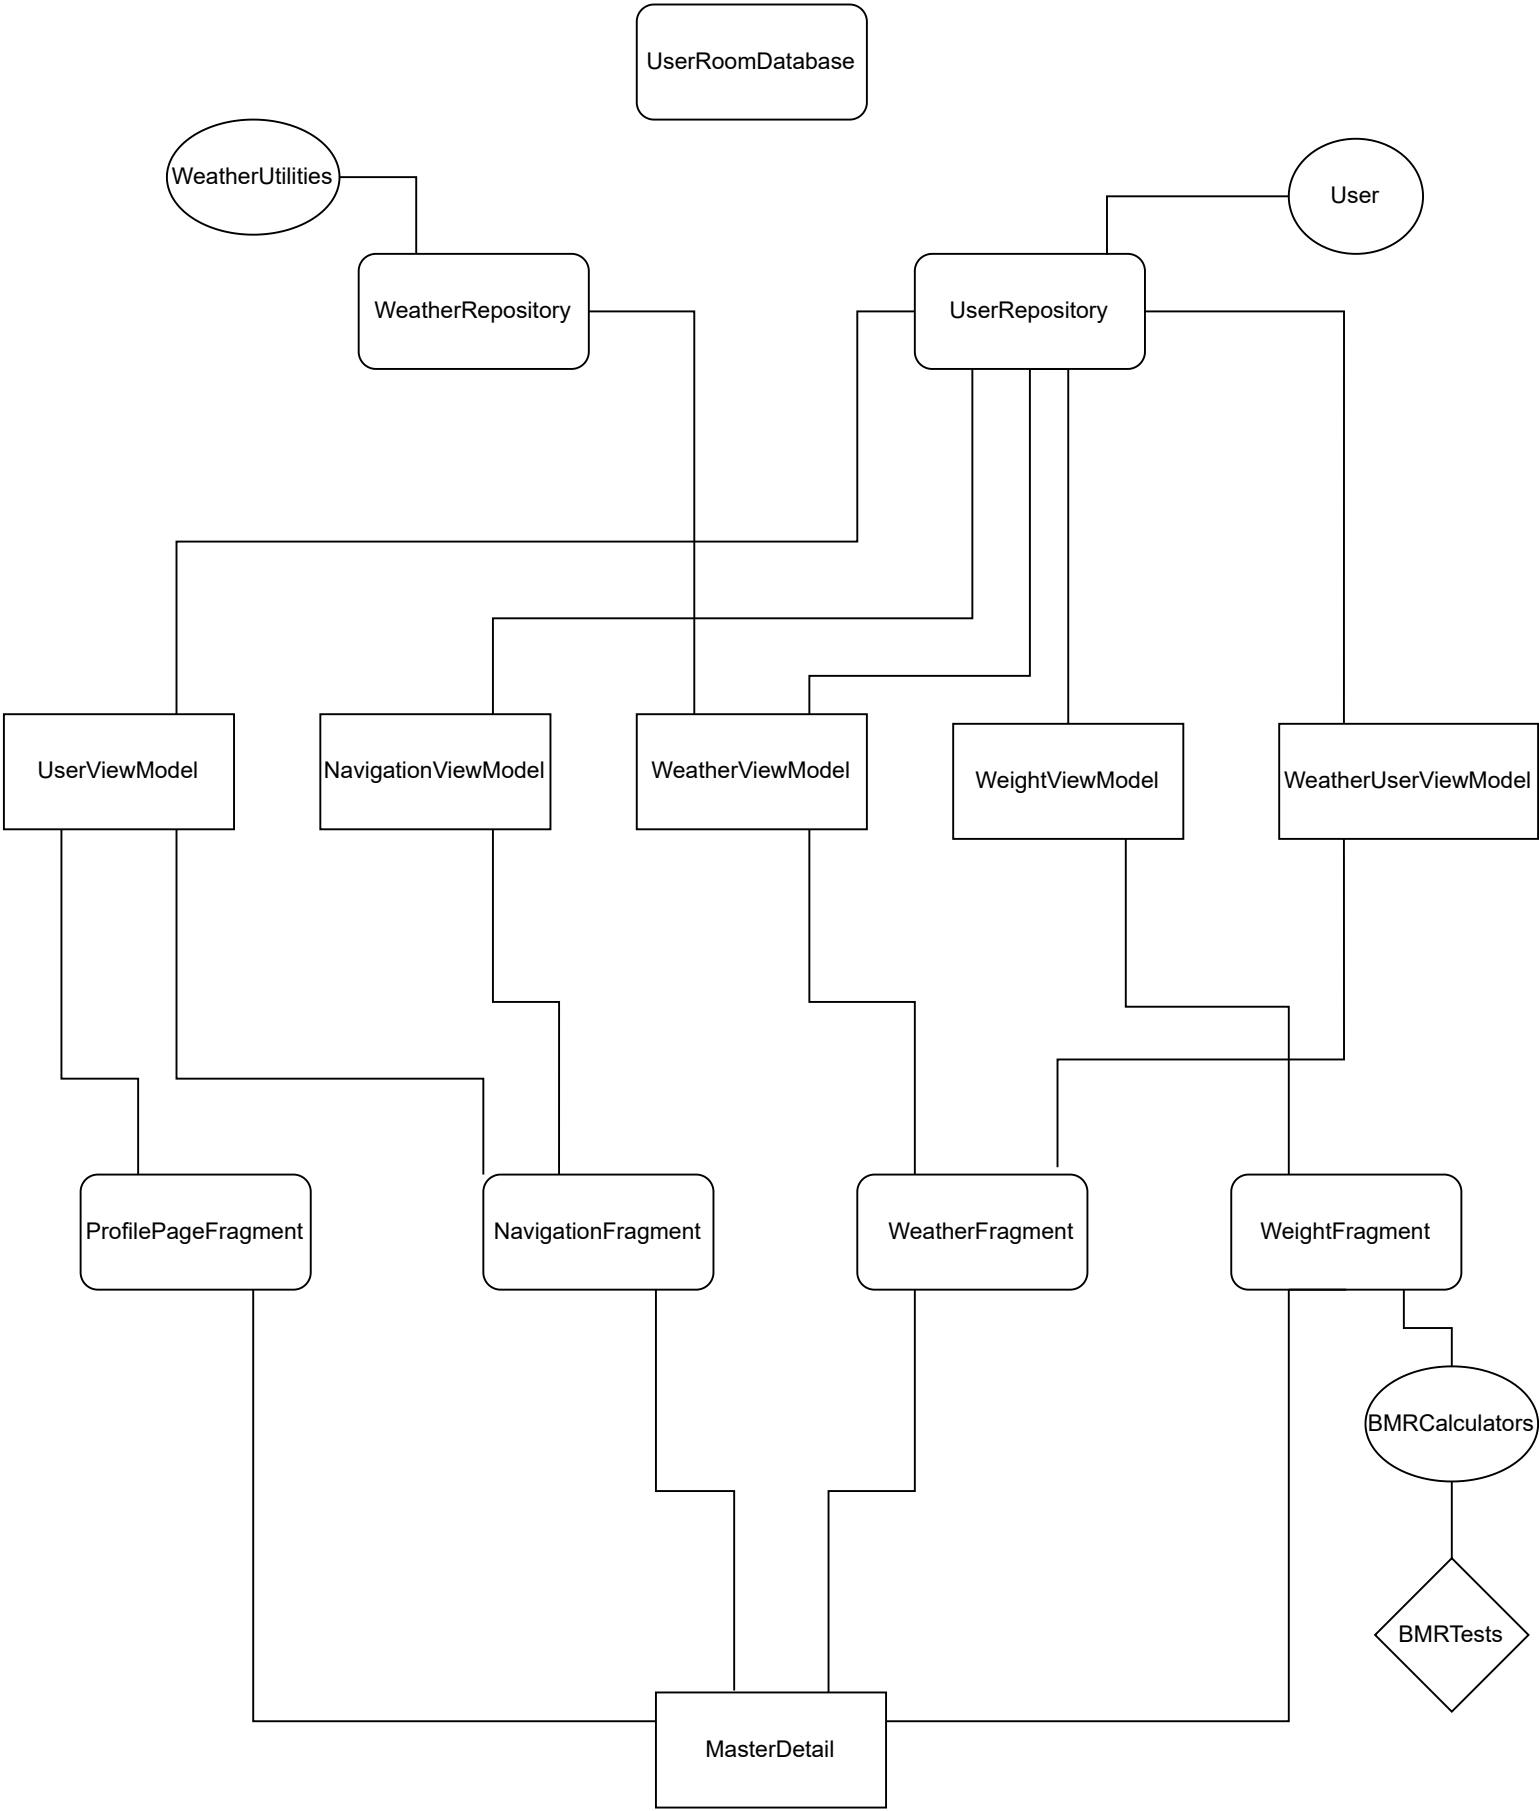 UserRoomDatabase
WeatherUtilities
User
WeatherRepository
UserRepository
UserViewModel
NavigationViewModel
WeatherViewModel
WeightViewModel
WeatherUserViewModel
ProfilePageFragment
NavigationFragment
WeatherFragment
WeightFragment
BMRCalculators
BMRTests
MasterDetail